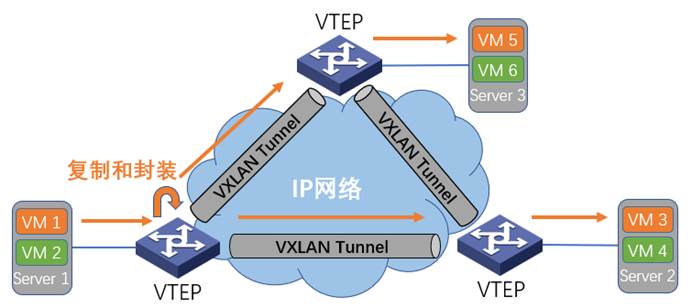 VTEP
VM 5
VM 6
Server 3
VXLAN Tunnel
VXLAN Tunnel
复制和封装
IP网络
VM 1
VM 2
Server 1
VTEP
VXLAN Tunnel
VTEP
VM 3
VM 4
Server 2